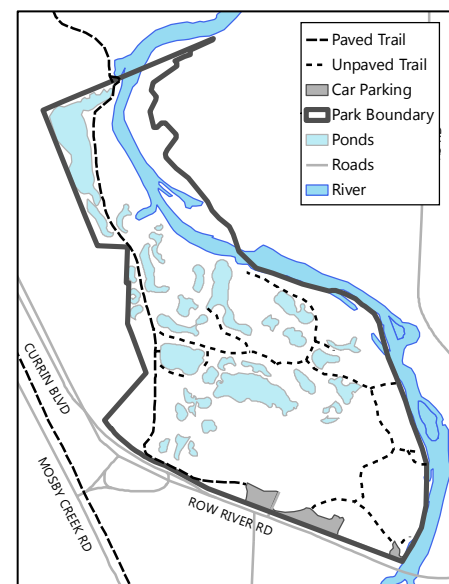 Paved Trail
Unpaved Trail
Car Parking
Park Boundary
Ponds
Roads
River
CURRIN BLVD
MOSBY CREEK RD
ROW RIVER RD